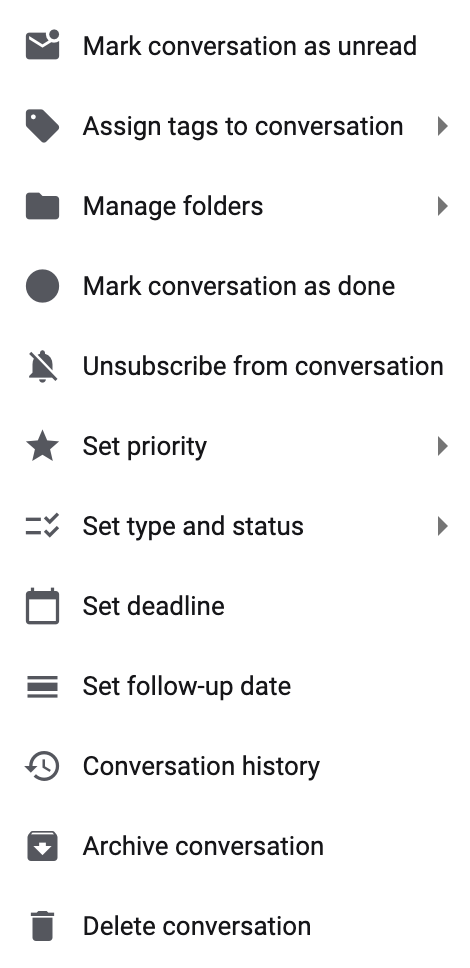 Mark conversation as unread
Assign tags to conversation
Manage folders
Mark conversation as done
Unsubscribe from conversation
Set priority
Set type and status
Set deadline
Set follow-up date
Conversation history
Archive conversation
Delete conversation